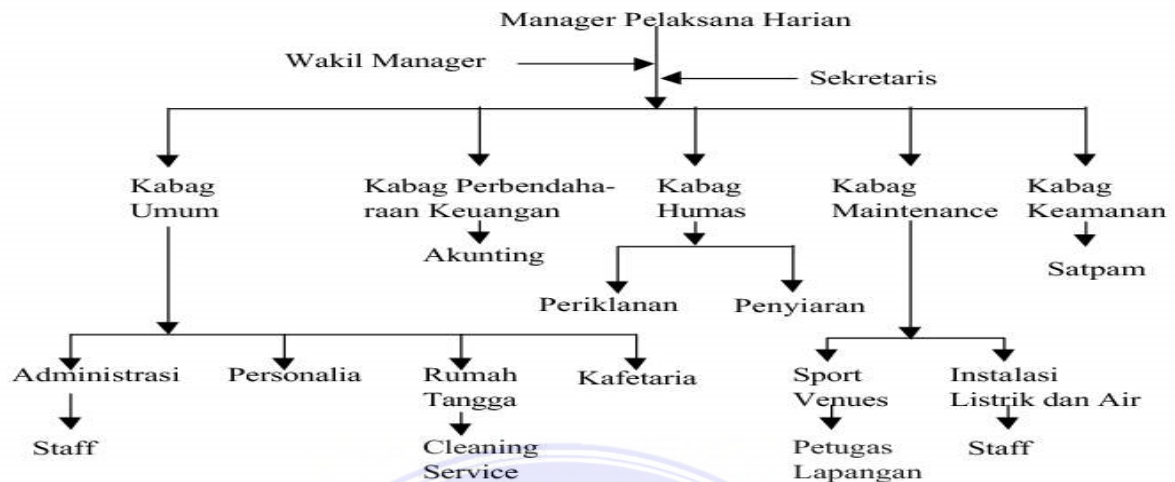 Manager Pelaksana Harian
Wakil Manager
Sekretaris
Kabag
Umum
Kabag Perbendaha-
raan Keuangan
Kabag
Humas
Kabag
Maintenance
Kabag
Keamanan
Akunting
Satpam
Periklanan
Penyiaran
Administrasi
Personalia
Rumah
Tangga
Kafetaria
Sport
Venues
Instalasi
Listrik dan Air
Staff
Cleaning
Service
Petugas
Lapangan
Staff